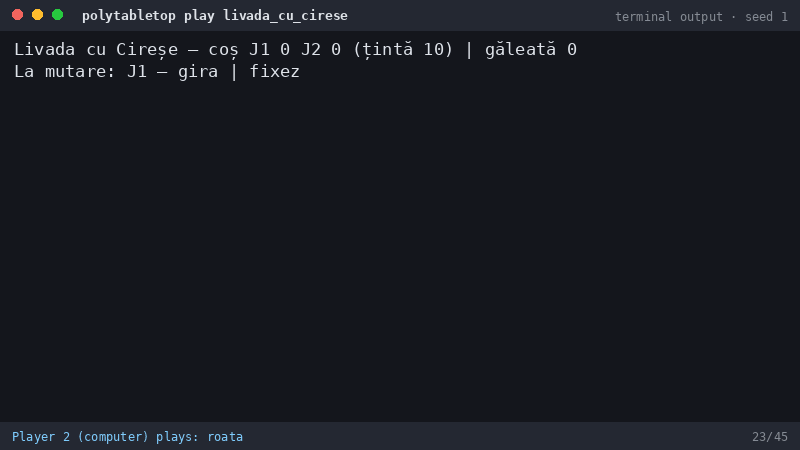 polytabletop play livada_cu_cirese
terminal output · seed 1
Livada cu Cireșe — coș J1 0 J2 0 (țintă 10) | găleată 0
La mutare: J1 — gira | fixez
Player 2 (computer) plays: roata
23/45